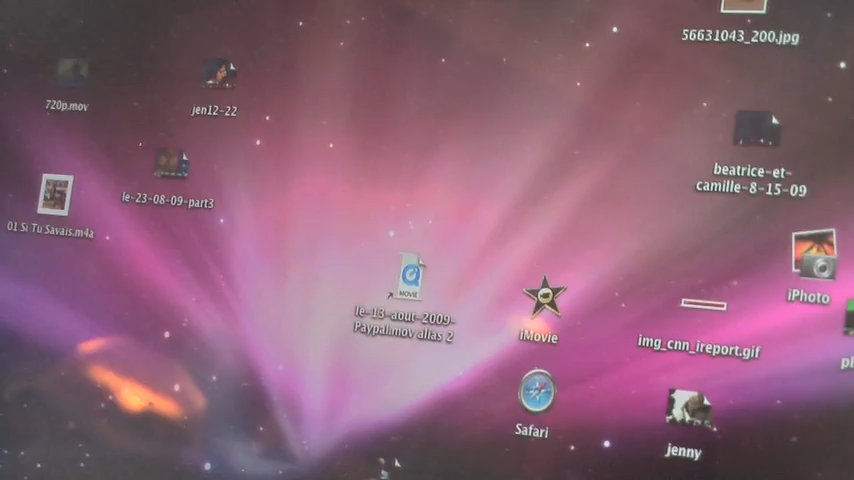 56631043_200.jpg
720p.mov
jen12-22
beatrice-et-
camille-8-15-09
le-23-08-09-part3
01 Si Tu Savais.m4a
MOVIE
le-13-aout-2009-
Paypal.mov alias 2
iMovie
iPhoto
img_cnn_ireport.gif
Safari
jenny